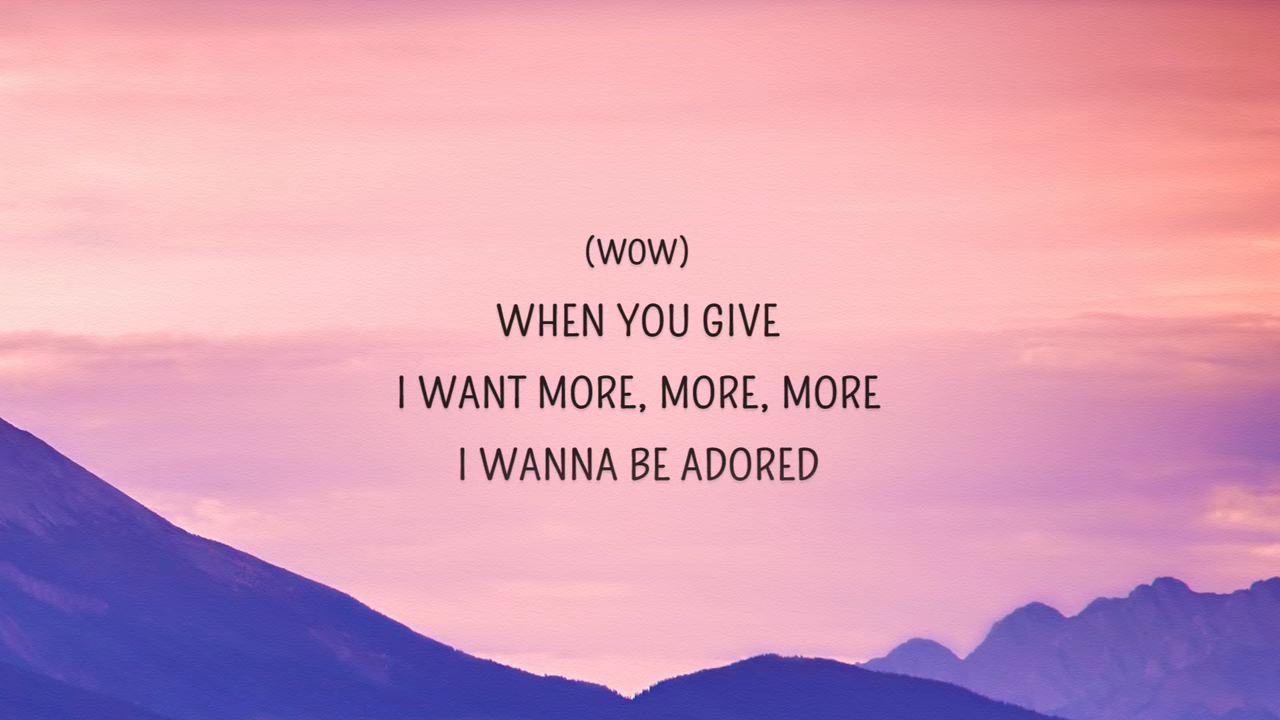 (WOW)
WHEN YOU GIVE
I WANT MORE, MORE, MORE
I WANNA BE ADORED